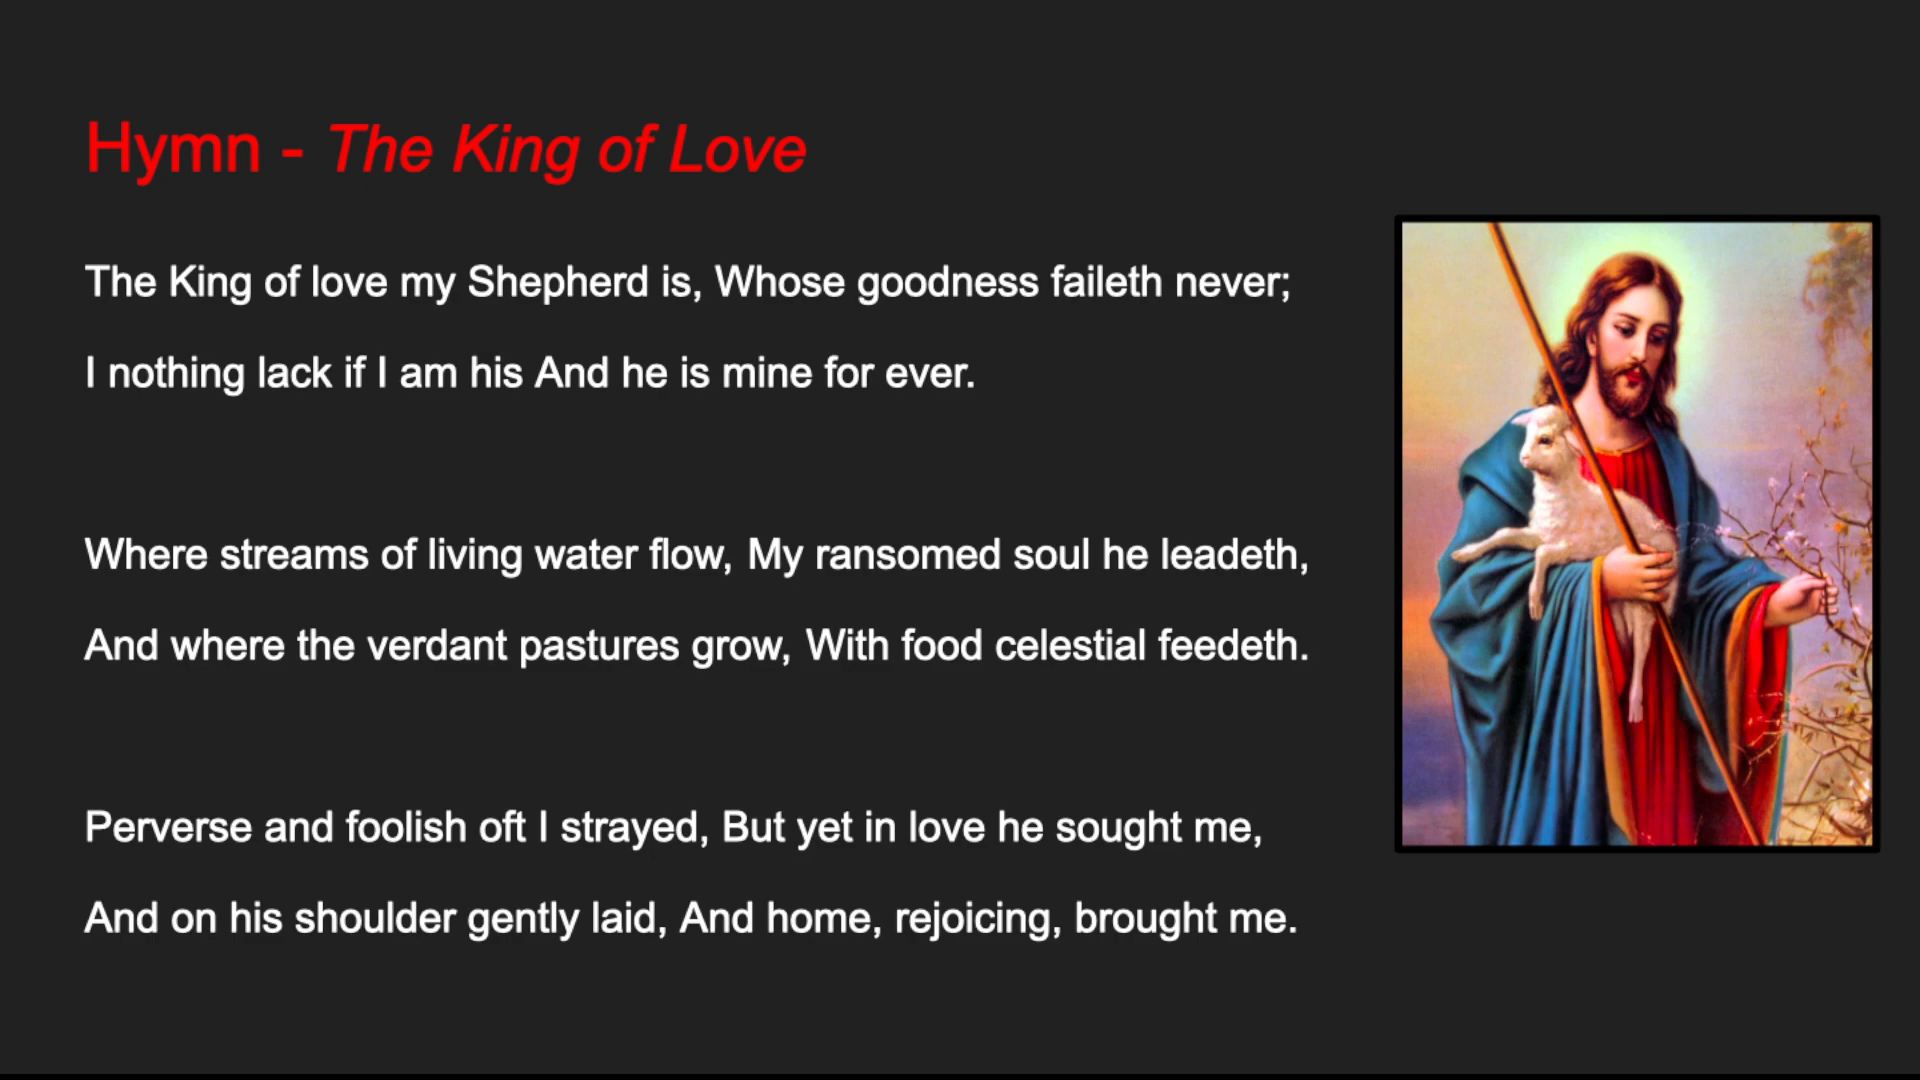 Hymn - The King of Love
The King of love my Shepherd is, Whose goodness faileth never;
I nothing lack if I am his And he is mine for ever.
Where streams of living water flow, My ransomed soul he leadeth,
And where the verdant pastures grow, With food celestial feedeth.
Perverse and foolish oft I strayed, But yet in love he sought me,
And on his shoulder gently laid, And home, rejoicing, brought me.